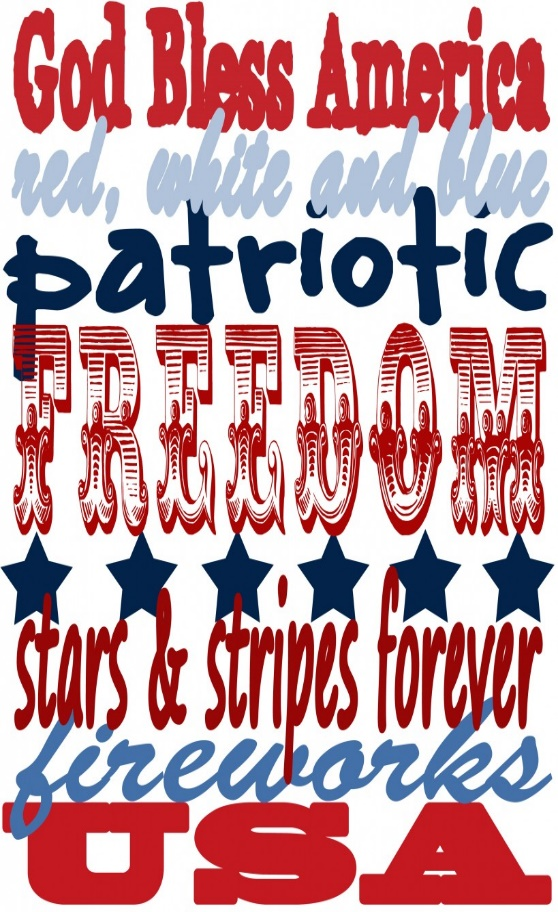 God Bless America
red, white and blue
patriotic
FREEDOM
stars & stripes forever
fireworks
USA